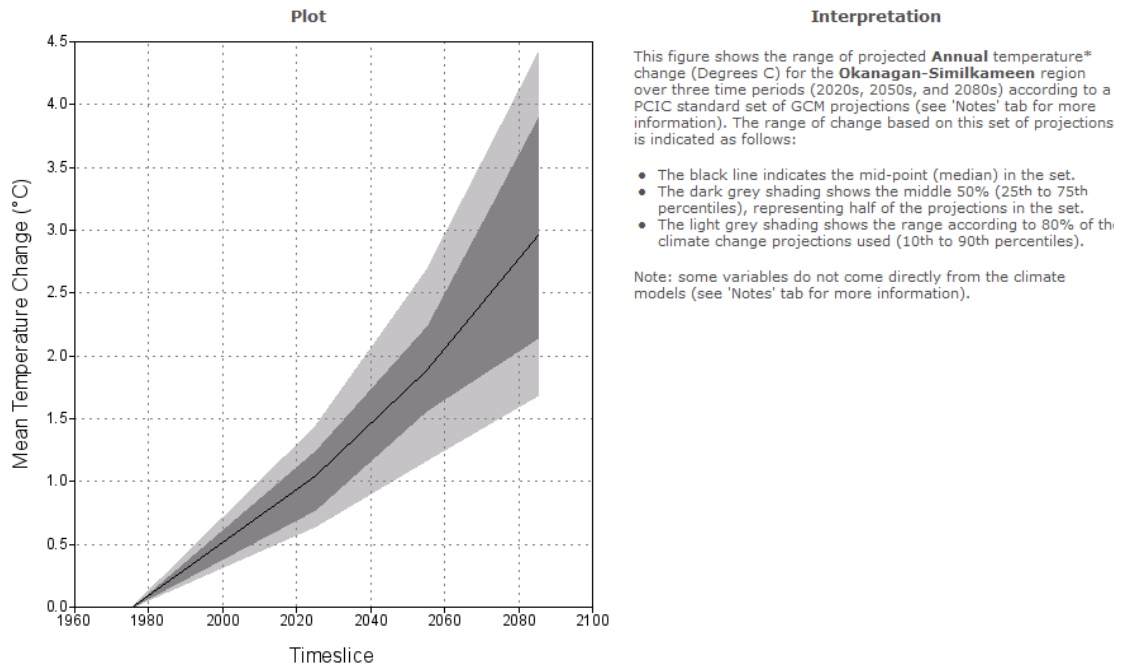 Plot
4.5
4.0
3.5
3.0
2.5
2.0
1.5
1.0
0.5
0.0
1960 1980 2000 2020 2040 2060 2080 2100
Mean Temperature Change (°C)
Timeslice
Interpretation
This figure shows the range of projected Annual temperature*
change (Degrees C) for the Okanagan-Similkameen region
over three time periods (2020s, 2050s, and 2080s) according to a
PCIC standard set of GCM projections (see 'Notes' tab for more
information). The range of change based on this set of projections
is indicated as follows:
● The black line indicates the mid-point (median) in the set.
● The dark grey shading shows the middle 50% (25th to 75th
percentiles), representing half of the projections in the set.
● The light grey shading shows the range according to 80% of th
climate change projections used (10th to 90th percentiles).
Note: some variables do not come directly from the climate
models (see 'Notes' tab for more information).